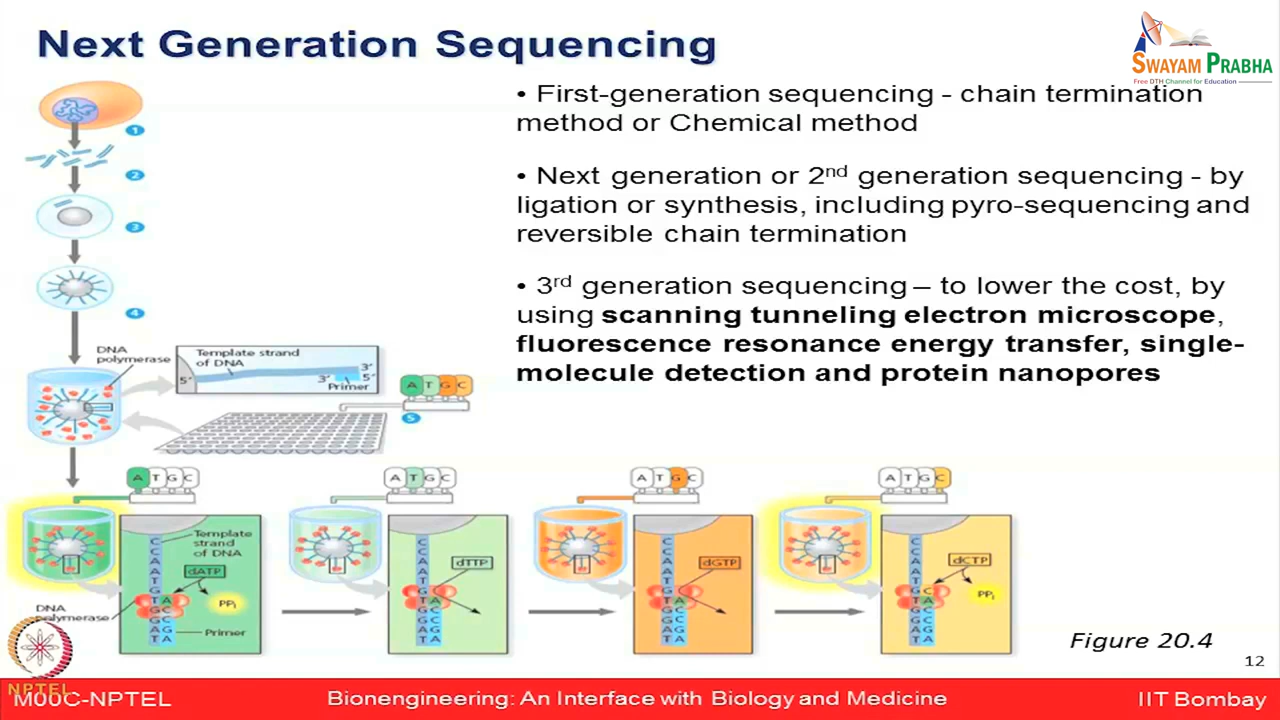 Next Generation Sequencing
SWAYAM PRABHA
Free DTH Channel for Education
• First-generation sequencing - chain termination
method or Chemical method
• Next generation or 2nd generation sequencing - by
ligation or synthesis, including pyro-sequencing and
reversible chain termination
• 3rd generation sequencing – to lower the cost, by
using scanning tunneling electron microscope,
fluorescence resonance energy transfer, single-
molecule detection and protein nanopores
1
2
3
4
DNA
polymerase
Template strand
of DNA
5'
3'
3'
5'
Primer
A T G C
5
A T G C
A T G C
A T G C
A T G C
Template
strand
of DNA
C
C
A
A
T
G
T
G
G
A
T
dATP
PPi
A
C
C
G
A
DNA
polymerase
Primer
C
C
A
A
T
G
T
G
G
A
T
dTTP
A
C
C
G
A
C
C
A
A
T
G
T
G
G
A
T
dGTP
A
C
C
G
A
C
C
A
A
T
G
T
G
G
A
T
dCTP
PPi
C
A
C
C
G
A
Figure 20.4
12
NPTEL
M00C-NPTEL
Bionengineering: An Interface with Biology and Medicine
IIT Bombay